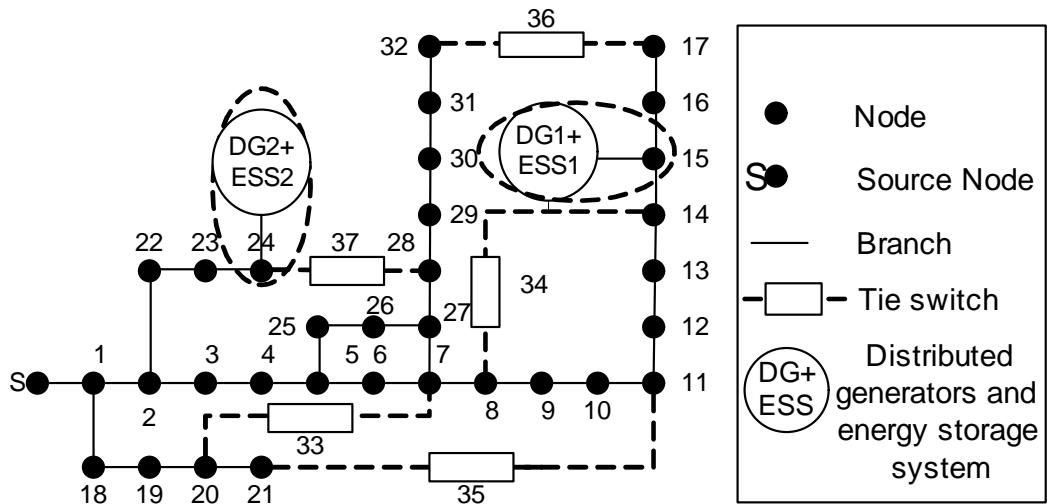 36
32
17
31
16
DG2+
ESS2
DG1+
ESS1
30
15
29
14
22
23
24
37
28
13
34
25
26
27
12
1
3
4
5
6
7
S
11
2
8
9
10
33
18
19
20
21
35
Node
S
Source Node
Branch
Tie switch
DG+
ESS
Distributed
generators and
energy storage
system